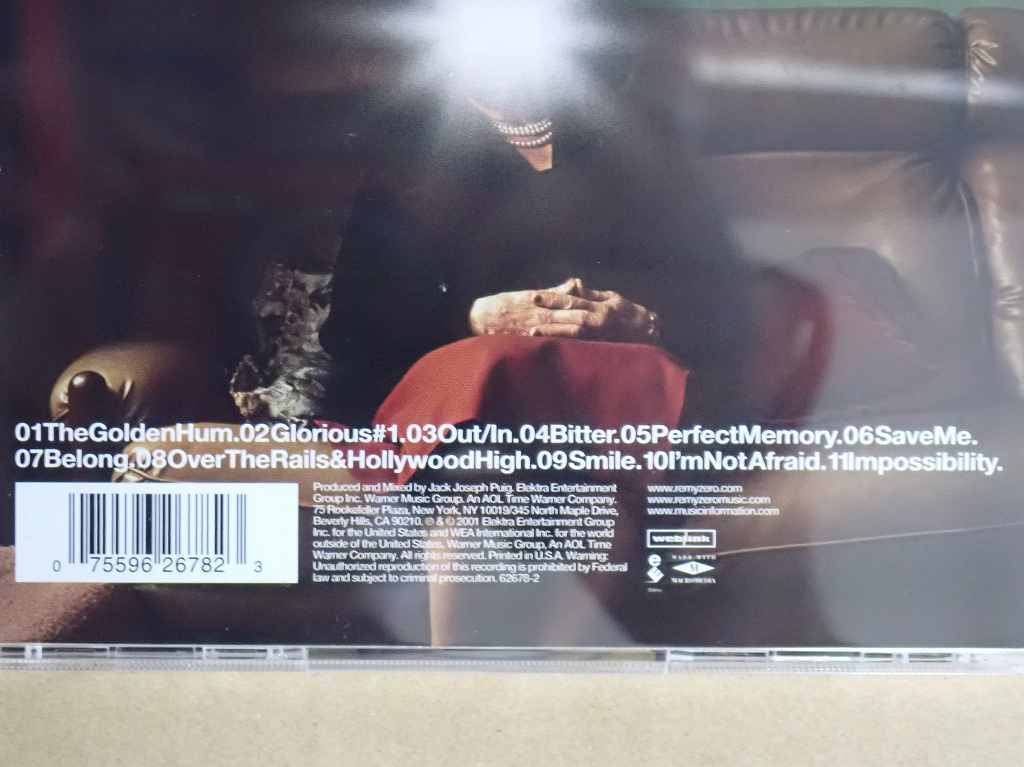 01TheGoldenHum.02Glorious#1.03Out/In.04Bitter.05PerfectMemory.06SaveMe.
07Belong.08OverTheRails&HollywoodHigh.09Smile.10I'mNotAfraid.11Impossibility.
Produced and Mixed by Jack Joseph Puig. Elektra Entertainment
Group Inc. Warner Music Group. An AOL Time Warner Company.
75 Rockefeller Plaza, New York, NY 10019/345 North Maple Drive,
Beverly Hills, CA 90210. ℗ & © 2001 Elektra Entertainment Group
Inc. for the United States and WEA International Inc. for the world
outside of the United States. Warner Music Group, An AOL Time
Warner Company. All rights reserved. Printed in U.S.A. Warning:
Unauthorized reproduction of this recording is prohibited by Federal
law and subject to criminal prosecution. 62678-2
www.remyzero.com
www.remyzeromusic.com
www.musicinformation.com
weblink
MADE WITH
M
MACROMEDIA
e
0 75596 26782 3